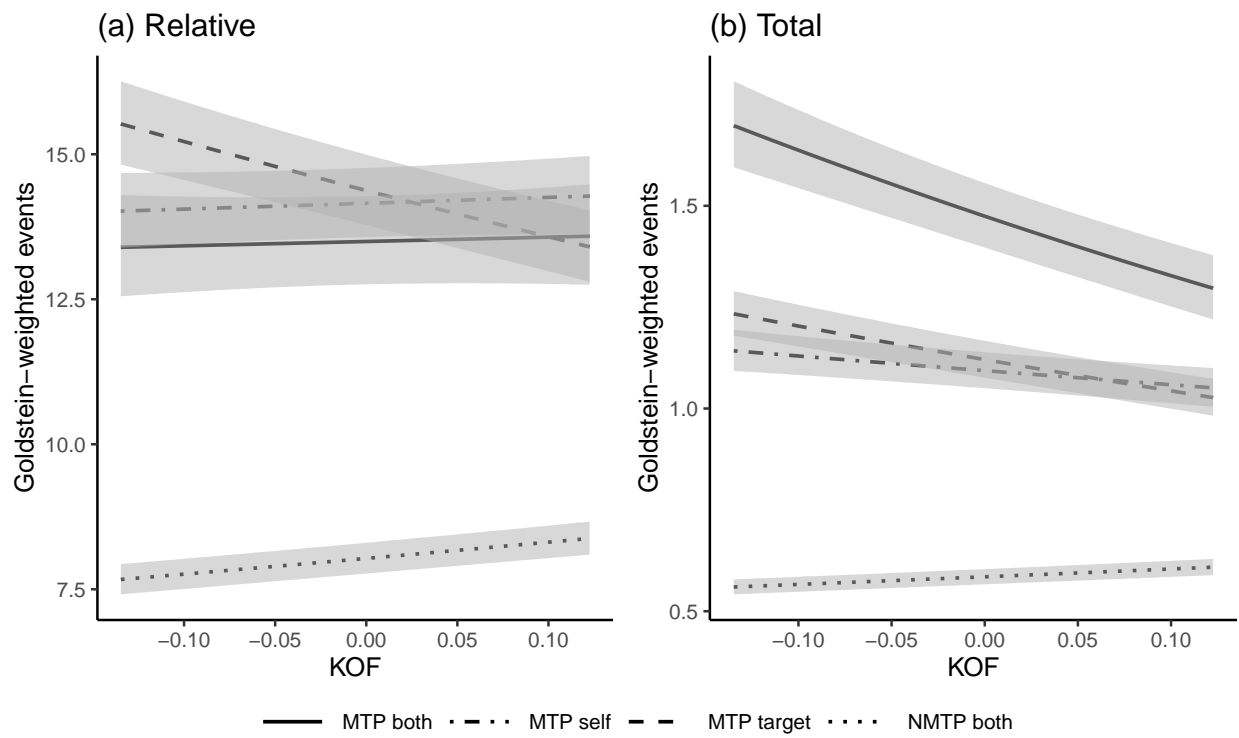 (a) Relative
Goldstein−weighted events
15.0
12.5
10.0
7.5
−0.10 −0.05 0.00 0.05 0.10
KOF
(b) Total
Goldstein−weighted events
1.5
1.0
0.5
−0.10 −0.05 0.00 0.05 0.10
KOF
MTP both MTP self MTP target NMTP both